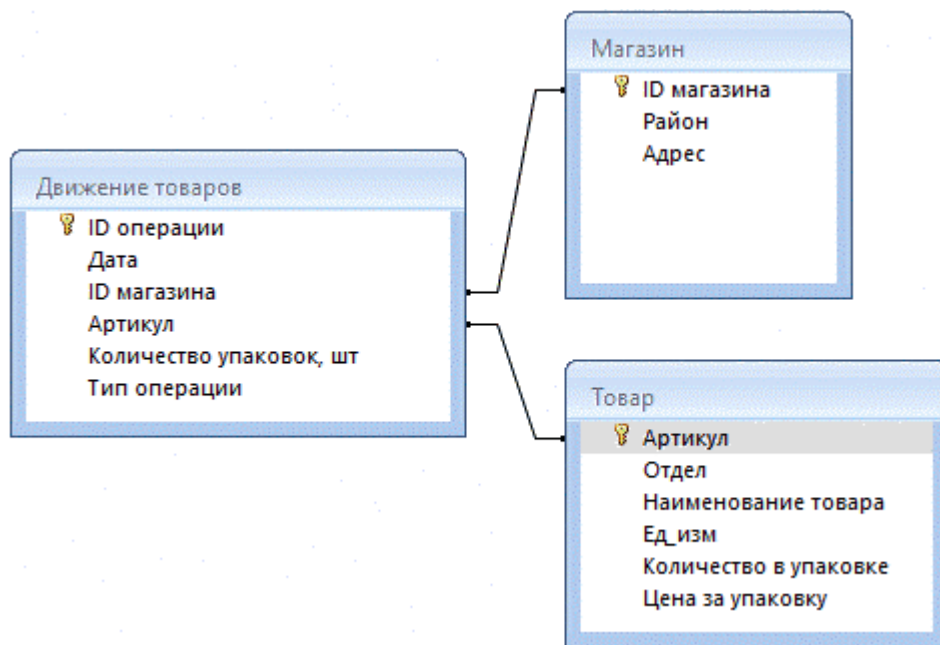 Магазин
ID магазина
Район
Адрес
Движение товаров
ID операции
Дата
ID магазина
Артикул
Количество упаковок, шт
Тип операции
Товар
Артикул
Отдел
Наименование товара
Ед_изм
Количество в упаковке
Цена за упаковку